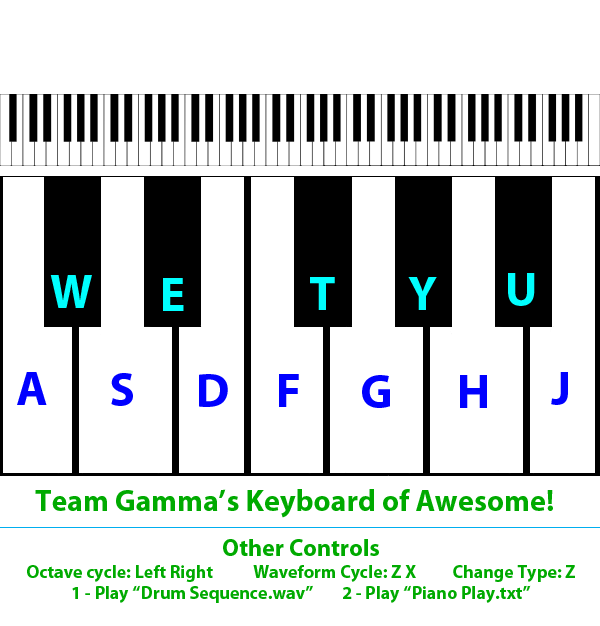 W E T Y U
A S D F G H J
Team Gamma's Keyboard of Awesome!
Other Controls
Octave cycle: Left Right Waveform Cycle: Z X Change Type: Z
1 - Play “Drum Sequence.wav” 2 - Play “Piano Play.txt”